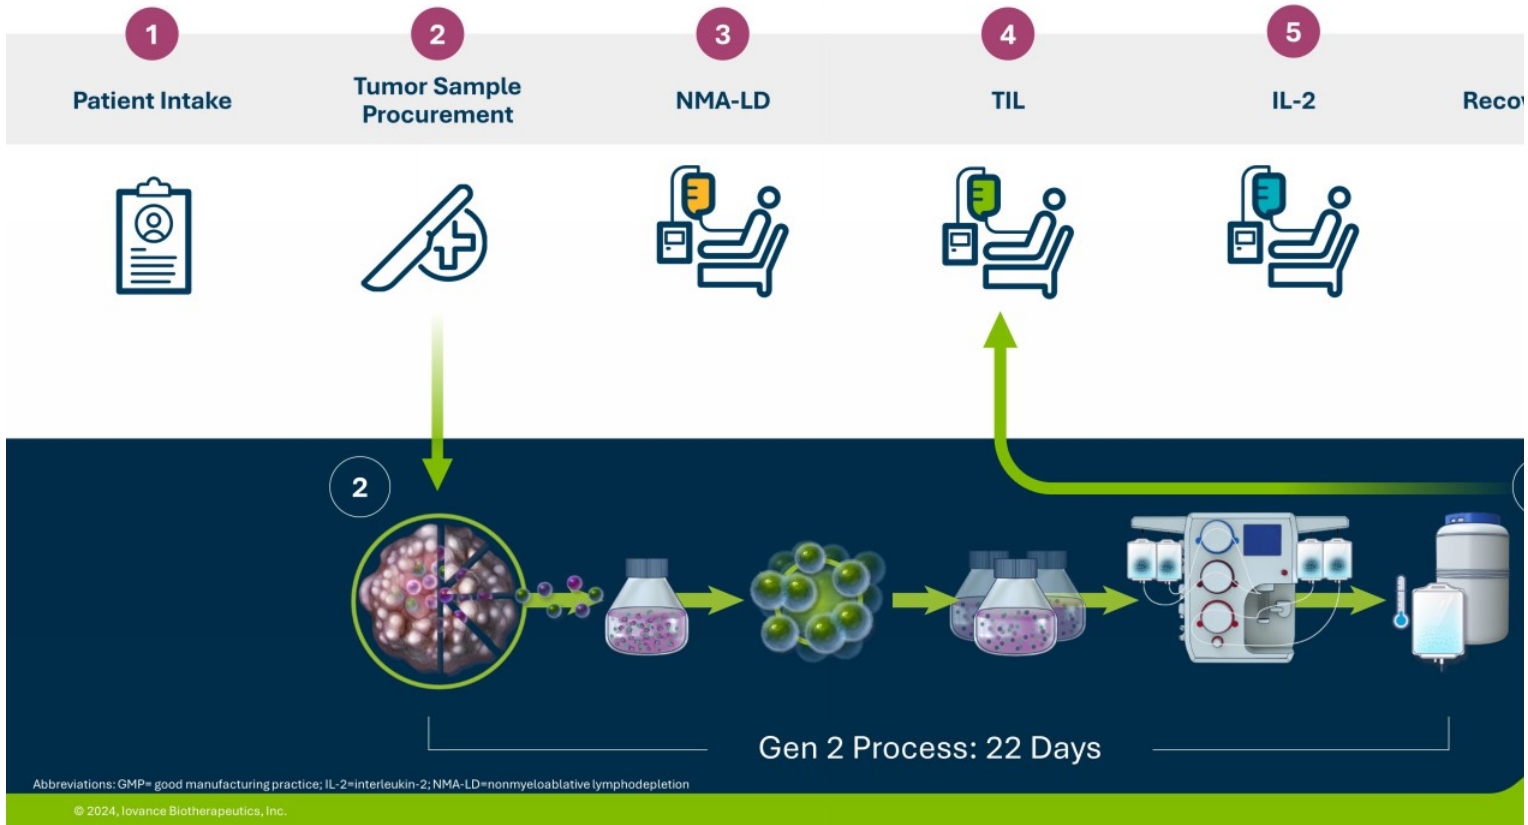 1
2
3
4
5
Patient Intake
Tumor Sample
Procurement
NMA-LD
TIL
IL-2
Recov
2
Gen 2 Process: 22 Days
Abbreviations: GMP= good manufacturing practice; IL-2=interleukin-2; NMA-LD=nonmyeloablative lymphodepletion
© 2024, Iovance Biotherapeutics, Inc.